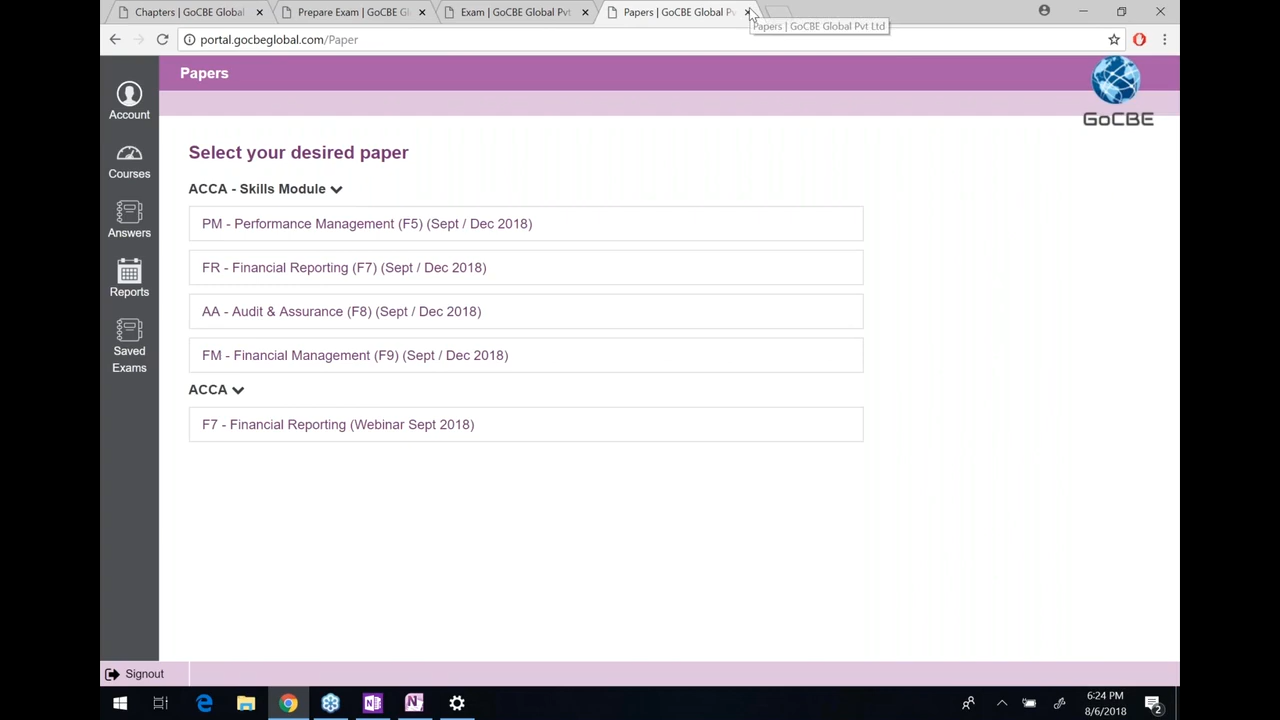 Chapters | GoCBE Global
Prepare Exam | GoCBE Gl
Exam | GoCBE Global Pvt
Papers | GoCBE Global Pv
Papers | GoCBE Global Pvt Ltd
portal.gocbeglobal.com/Paper
Papers
GoCBE
Account
Courses
Answers
Reports
Saved
Exams
Select your desired paper
ACCA - Skills Module
PM - Performance Management (F5) (Sept / Dec 2018)
FR - Financial Reporting (F7) (Sept / Dec 2018)
AA - Audit & Assurance (F8) (Sept / Dec 2018)
FM - Financial Management (F9) (Sept / Dec 2018)
ACCA
F7 - Financial Reporting (Webinar Sept 2018)
Signout
6:24 PM
8/6/2018
2